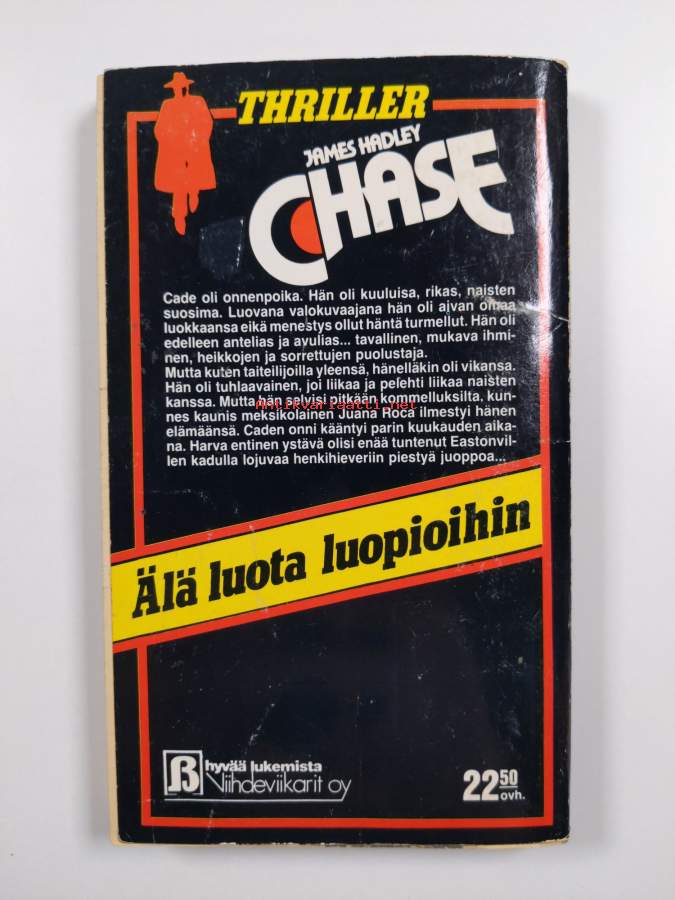 THRILLER
JAMES HADLEY
CHASE
Cade oli onnenpoika. Hän oli kuuluisa, rikas, naisten
suosima. Luovana valokuvaajana hän oli aivan omaa
luokkaansa eikä menestys ollut häntä turmellut. Hän oli
edelleen antelias ja avulias... tavallinen, mukava ihmi-
nen, heikkojen ja sorrettujen puolustaja.
Mutta kuten taiteilijoilla yleensä, hänelläkin oli vikansa.
Hän oli tuhlaavainen, joi liikaa ja pelehti liikaa naisten
kanssa. Mutta hän selvisi pitkään kommelluksilta, kun-
Antikvariaatti.net
nes kaunis meksikolainen Juana Roca ilmestyi hänen
elämäänsä. Caden onni kääntyi parin kuukauden aika-
na. Harva entinen ystävä olisi enää tuntenut Eastonvil-
len kadulla lojuvaa henkihieveriin piestyä juoppoa...
Älä luota luopioihin
B hyvää lukemista
Viihdeviikarit oy
22 50
ovh.